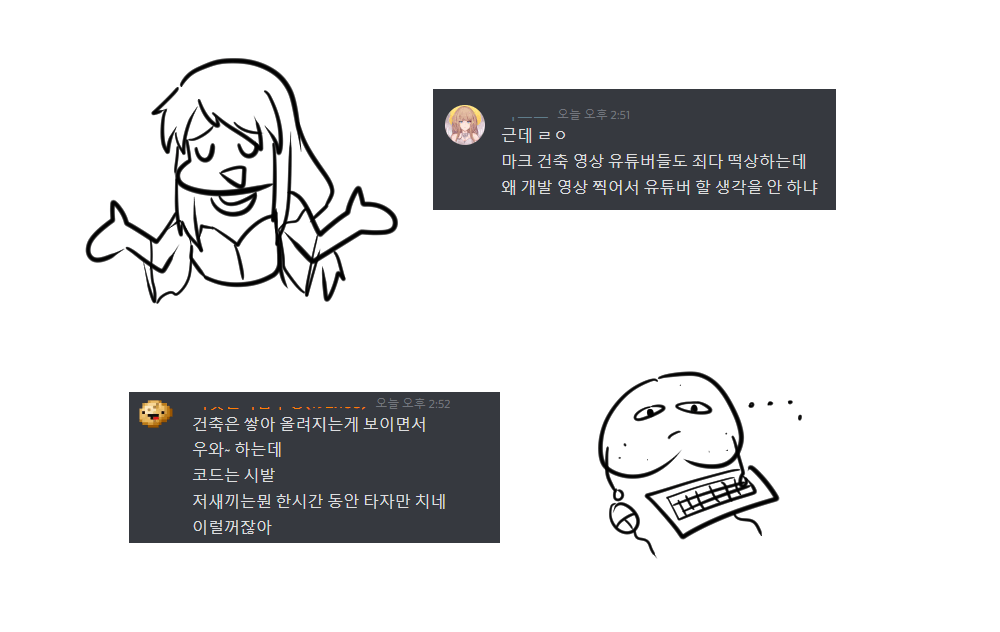 오늘 오후 2:51
근데 ㄹㅇ
마크 건축 영상 유튜버들도 죄다 떡상하는데
왜 개발 영상 찍어서 유튜버 할 생각을 안 하냐
오늘 오후 2:52
건축은 쌓아 올려지는게 보이면서
우와~ 하는데
코드는 시발
저새끼는뭔 한시간 동안 타자만 치네
이럴꺼잖아